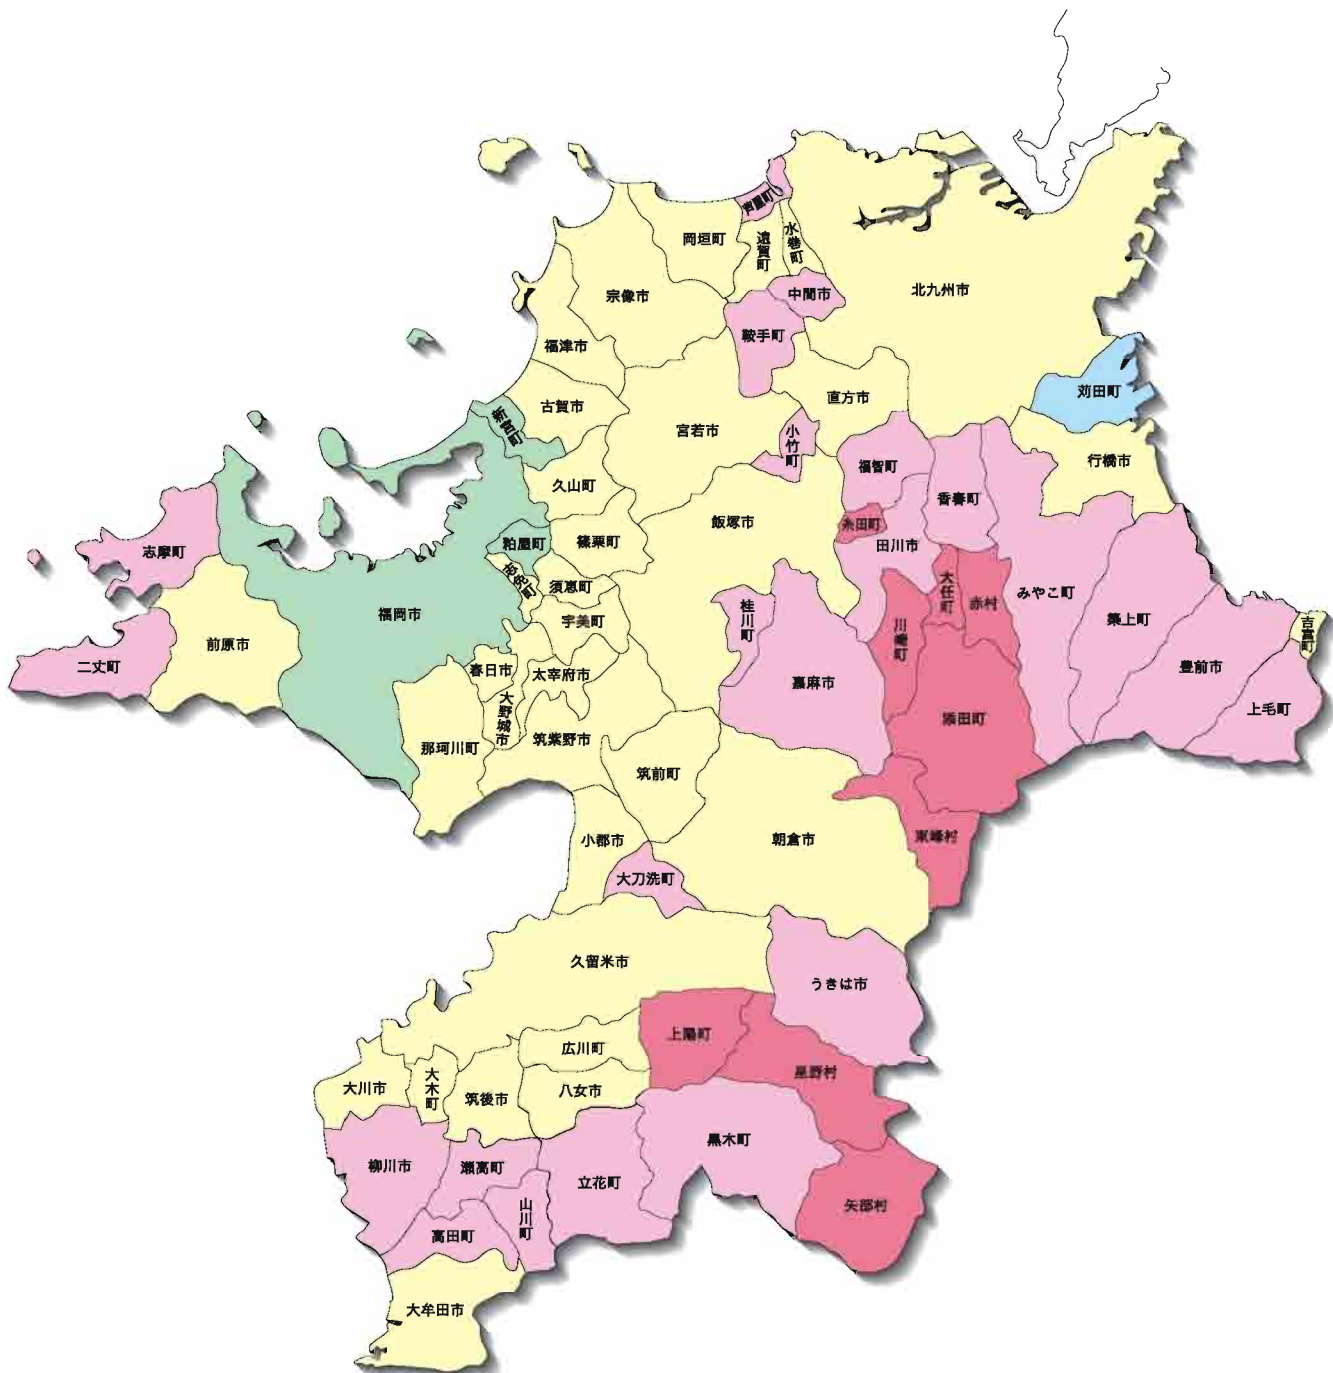 芦屋町
岡垣町
遠賀町
水巻町
北九州市
宗像市
中間市
鞍手町
福津市
苅田町
直方市
古賀市
新宮町
宮若市
小竹町
行橋市
福智町
久山町
香春町
飯塚市
糸田町
粕屋町
篠栗町
田川市
志摩町
志免町
須恵町
大任町
赤村
みやこ町
福岡市
桂川町
川崎町
築上町
宇美町
吉富町
前原市
二丈町
春日市
太宰府市
豊前市
嘉麻市
上毛町
大野城市
添田町
那珂川町
筑紫野市
筑前町
東峰村
小郡市
朝倉市
大刀洗町
久留米市
うきは市
上陽町
広川町
星野村
大川市
大木町
筑後市
八女市
黒木町
柳川市
瀬高町
立花町
山川町
矢部村
高田町
大牟田市